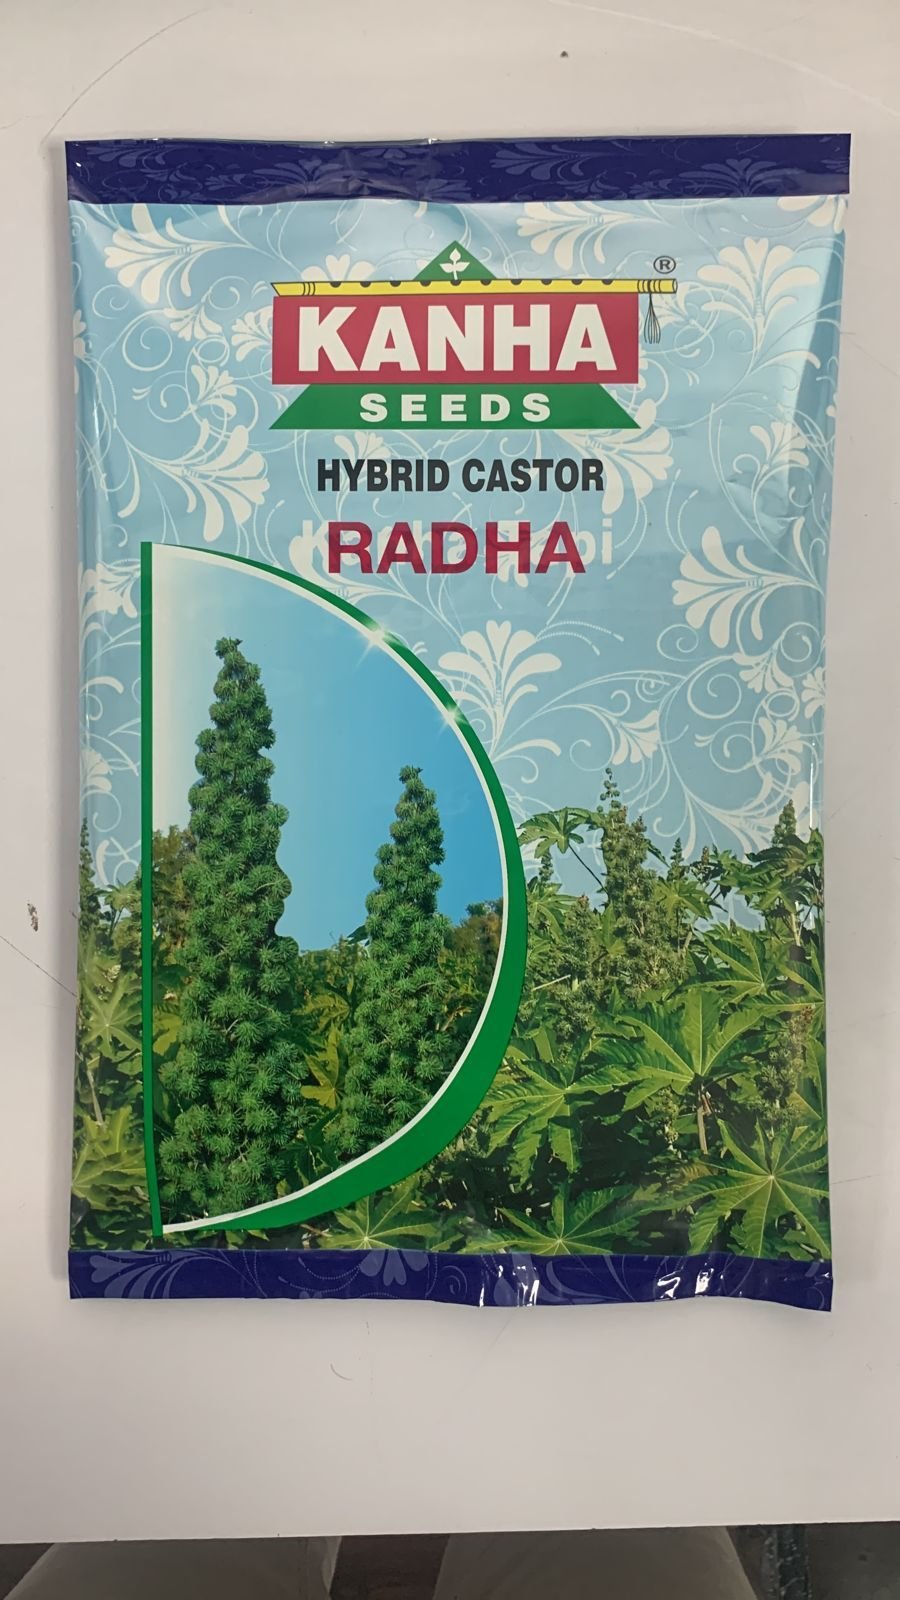 ®
KANHA
SEEDS
HYBRID CASTOR
RADHA